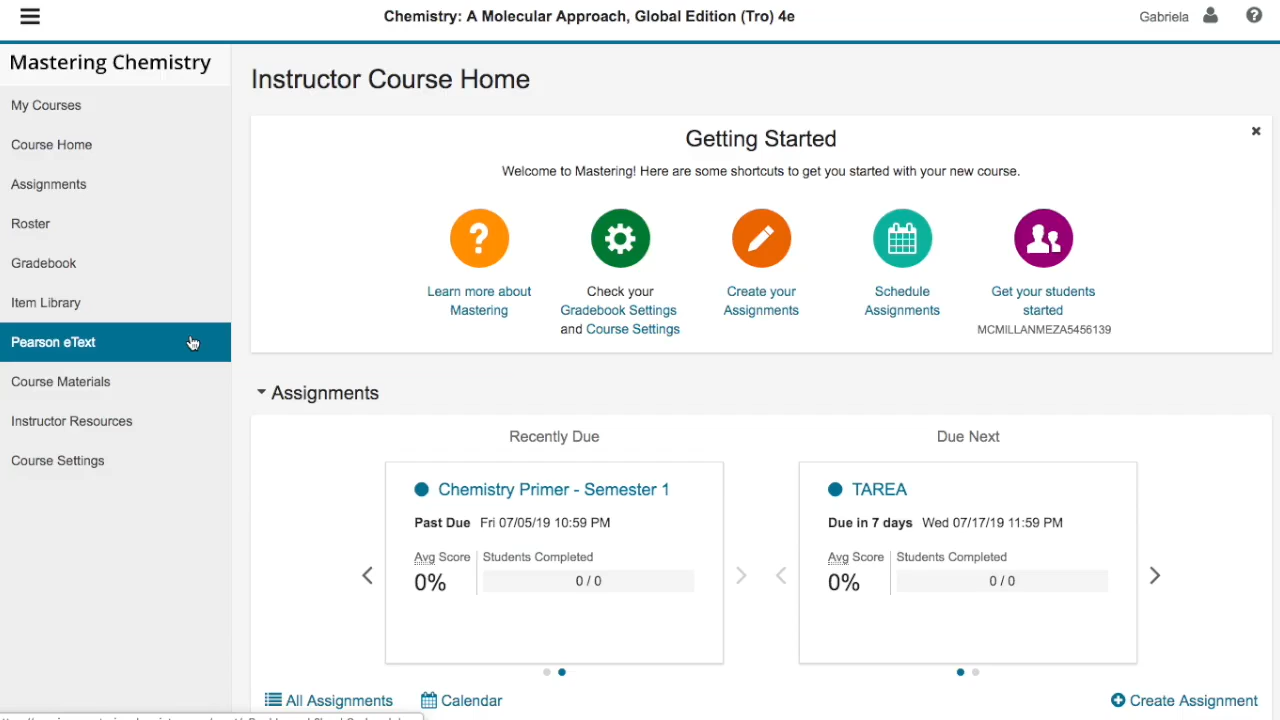 Chemistry: A Molecular Approach, Global Edition (Tro) 4e
Gabriela
Mastering Chemistry
My Courses
Course Home
Assignments
Roster
Gradebook
Item Library
Pearson eText
Course Materials
Instructor Resources
Course Settings
Instructor Course Home
Getting Started
Welcome to Mastering! Here are some shortcuts to get you started with your new course.
Learn more about
Mastering
Check your
Gradebook Settings
and Course Settings
Create your
Assignments
Schedule
Assignments
Get your students
started
MCMILLANMEZA5456139
Assignments
Recently Due
Chemistry Primer - Semester 1
Past Due Fri 07/05/19 10:59 PM
Avg Score Students Completed
0% 0 / 0
Due Next
TAREA
Due in 7 days Wed 07/17/19 11:59 PM
Avg Score Students Completed
0% 0 / 0
All Assignments Calendar Create Assignment